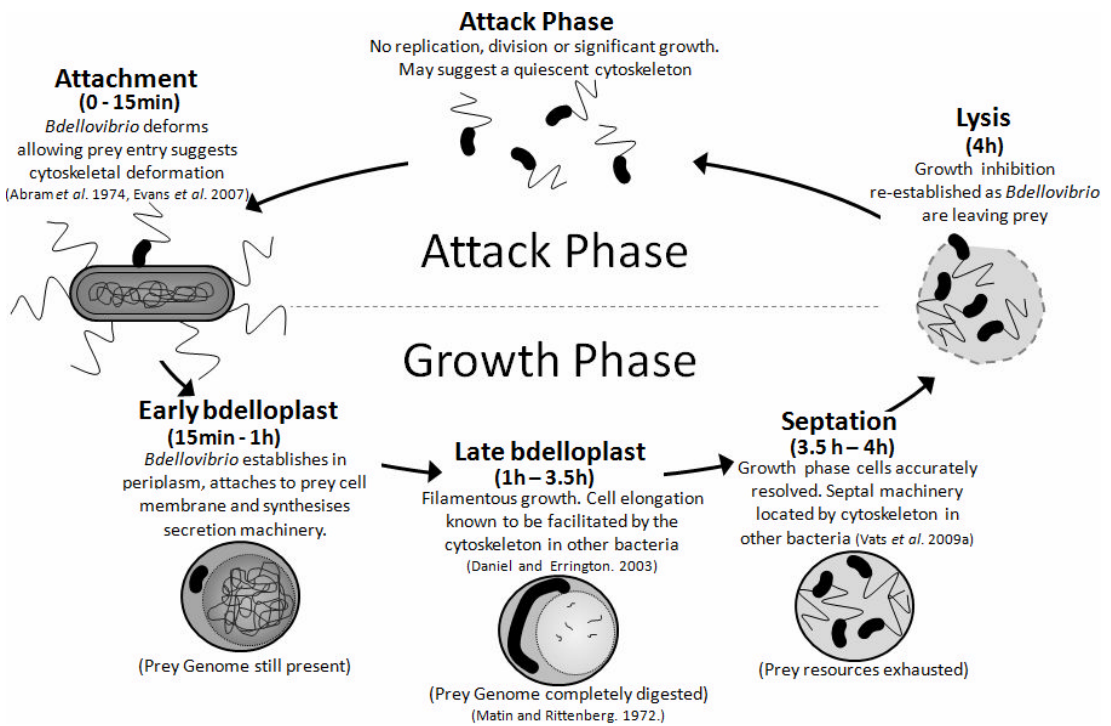 Attack Phase
No replication, division or significant growth.
May suggest a quiescent cytoskeleton
Attachment
(0 - 15min)
Bdellovibrio deforms
allowing prey entry suggests
cytoskeletal deformation
(Abram et al. 1974, Evans et al. 2007)
Lysis
(4h)
Growth inhibition
re-established as Bdellovibrio
are leaving prey
Attack Phase
Growth Phase
Early bdelloplast
(15min - 1h)
Bdellovibrio establishes in
periplasm, attaches to prey cell
membrane and synthesises
secretion machinery.
(Prey Genome still present)
Late bdelloplast
(1h – 3.5h)
Filamentous growth. Cell elongation
known to be facilitated by the
cytoskeleton in other bacteria
(Daniel and Errington. 2003)
(Prey Genome completely digested)
(Matin and Rittenberg. 1972.)
Septation
(3.5 h – 4h)
Growth phase cells accurately
resolved. Septal machinery
located by cytoskeleton in
other bacteria (Vats et al. 2009a)
(Prey resources exhausted)